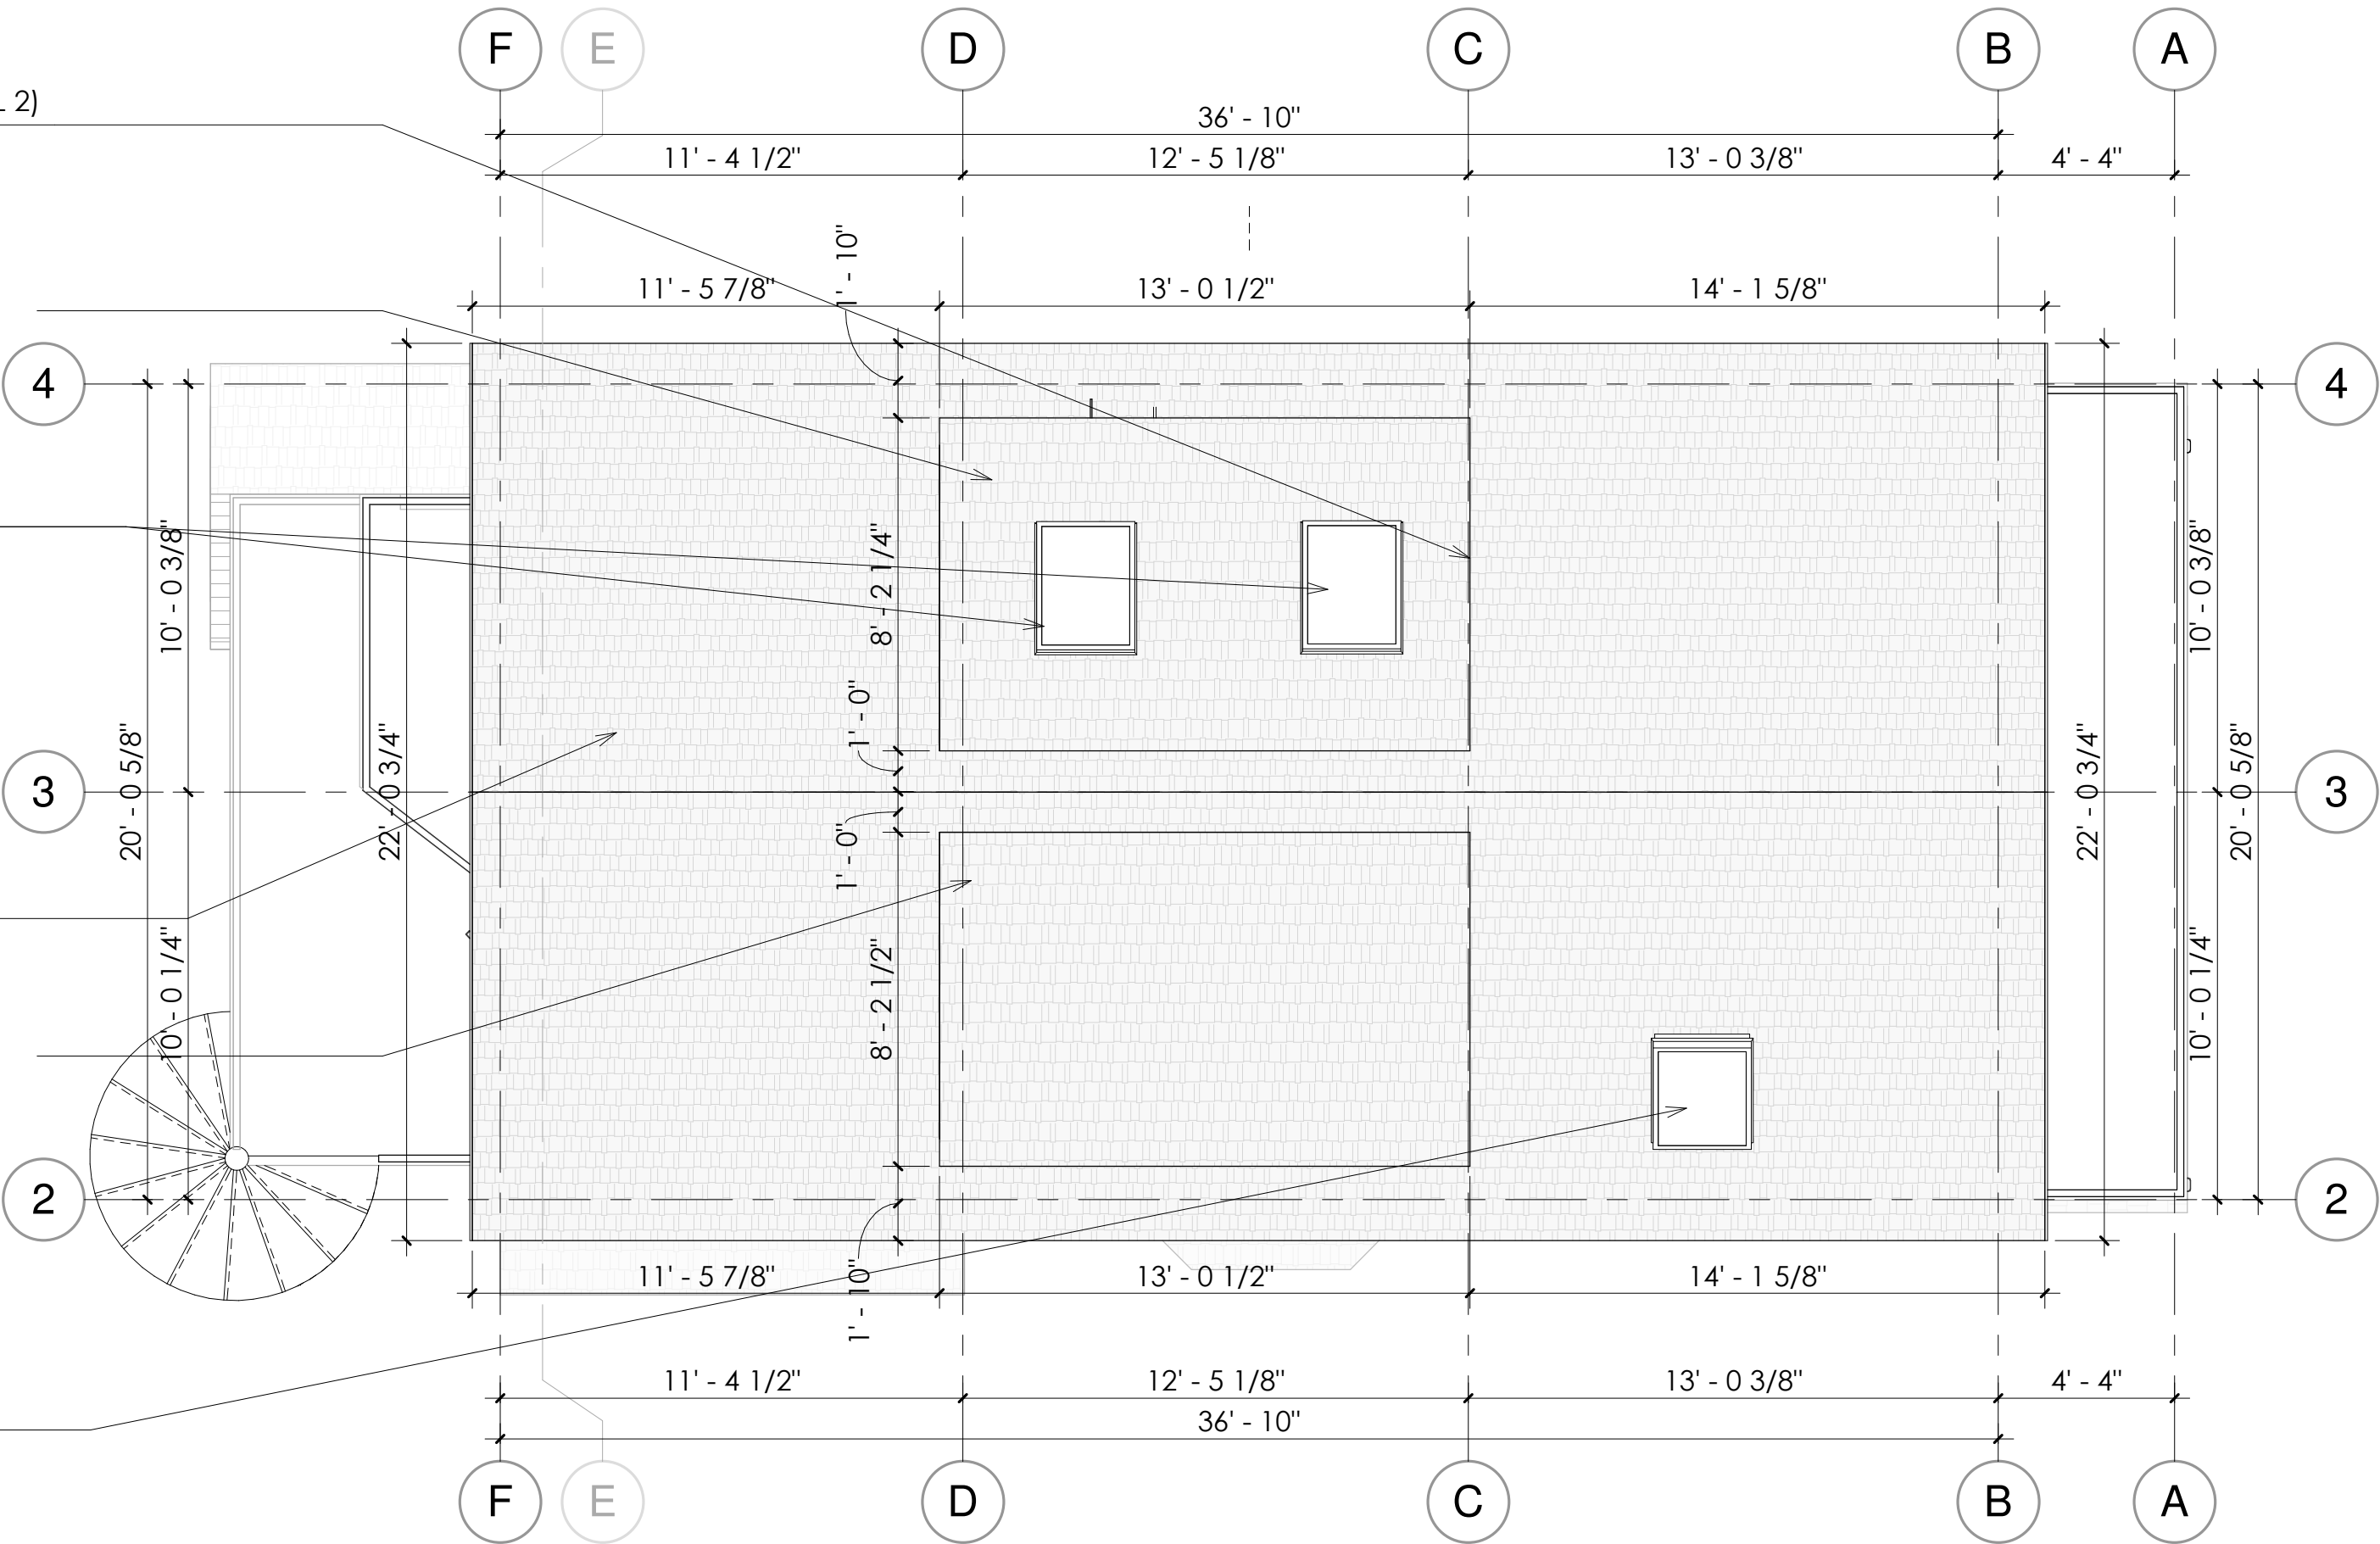 F E D C B A
L 2)
36' - 10"
11' - 4 1/2" 12' - 5 1/8" 13' - 0 3/8" 4' - 4"
1' - 10"
11' - 5 7/8" 13' - 0 1/2" 14' - 1 5/8"
4 4
10' - 0 3/8" 8' - 2 1/4" 10' - 0 3/8"
1' - 0"
20' - 0 5/8" 22' - 0 3/4" 22' - 0 3/4" 20' - 0 5/8"
3 3
1' - 0"
10' - 0 1/4" 8' - 2 1/2" 10' - 0 1/4"
2 2
11' - 5 7/8" 13' - 0 1/2" 14' - 1 5/8"
1' - 10"
11' - 4 1/2" 12' - 5 1/8" 13' - 0 3/8" 4' - 4"
36' - 10"
F E D C B A